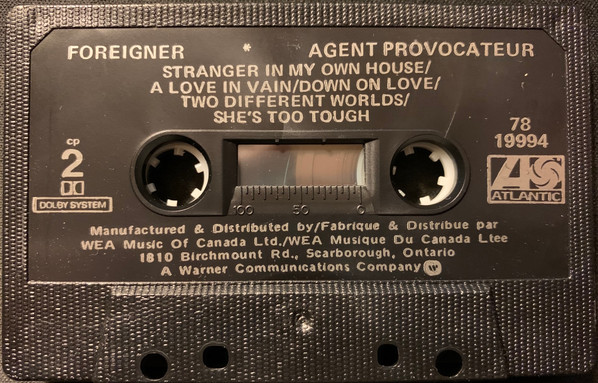 FOREIGNER * AGENT PROVOCATEUR
STRANGER IN MY OWN HOUSE/
A LOVE IN VAIN/DOWN ON LOVE/
TWO DIFFERENT WORLDS/
SHE'S TOO TOUGH
cp
2
DOLBY SYSTEM
78
19994
ATLANTIC
100 50 0
Manufactured & Distributed by/Fabrique & Distribue par
WEA Music Of Canada Ltd./WEA Musique Du Canada Ltee
1810 Birchmount Rd., Scarborough, Ontario
A Warner Communications Company